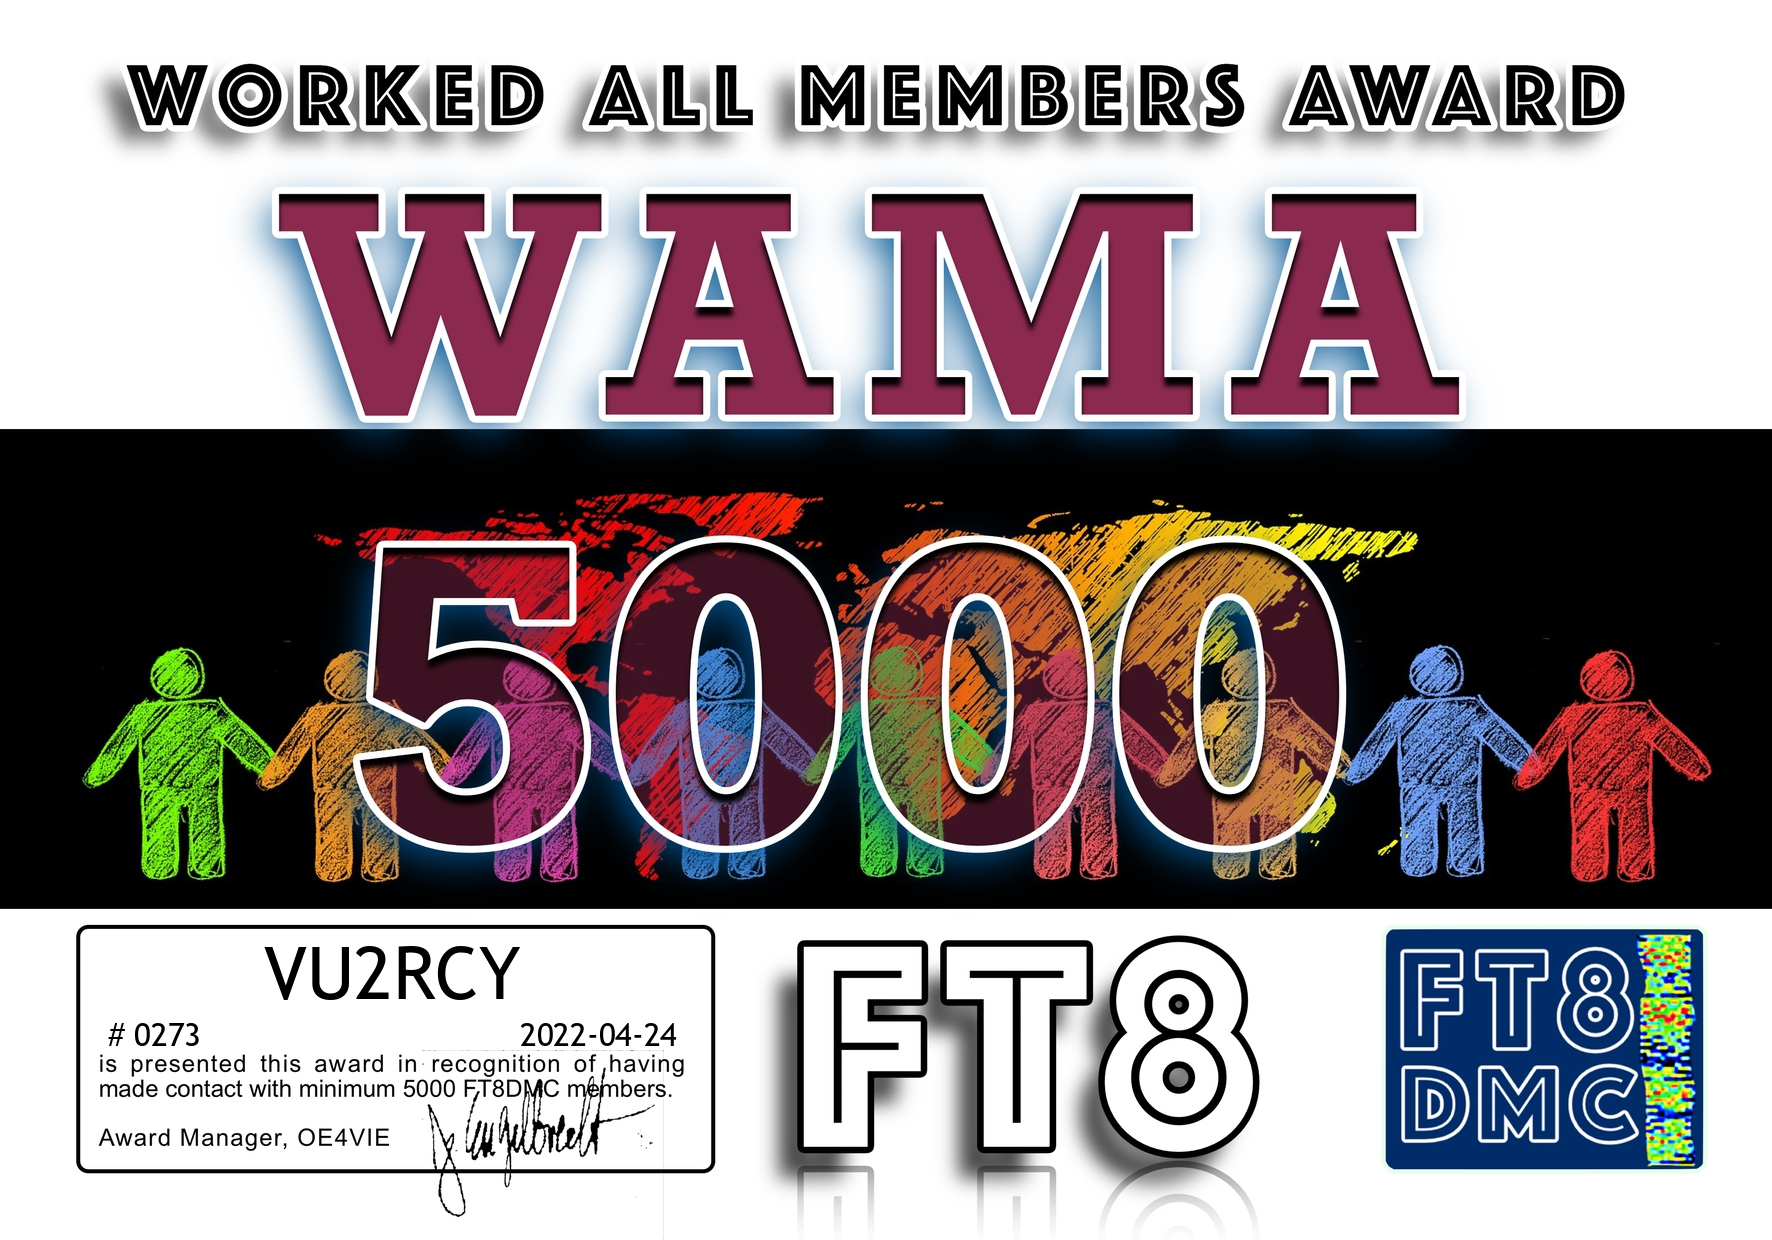 WORKED ALL MEMBERS AWARD
WAMA
5000
VU2RCY
# 0273 2022-04-24
is presented this award in recognition of having
made contact with minimum 5000 FT8DMC members.
Award Manager, OE4VIE
FT8
FT8
DMC